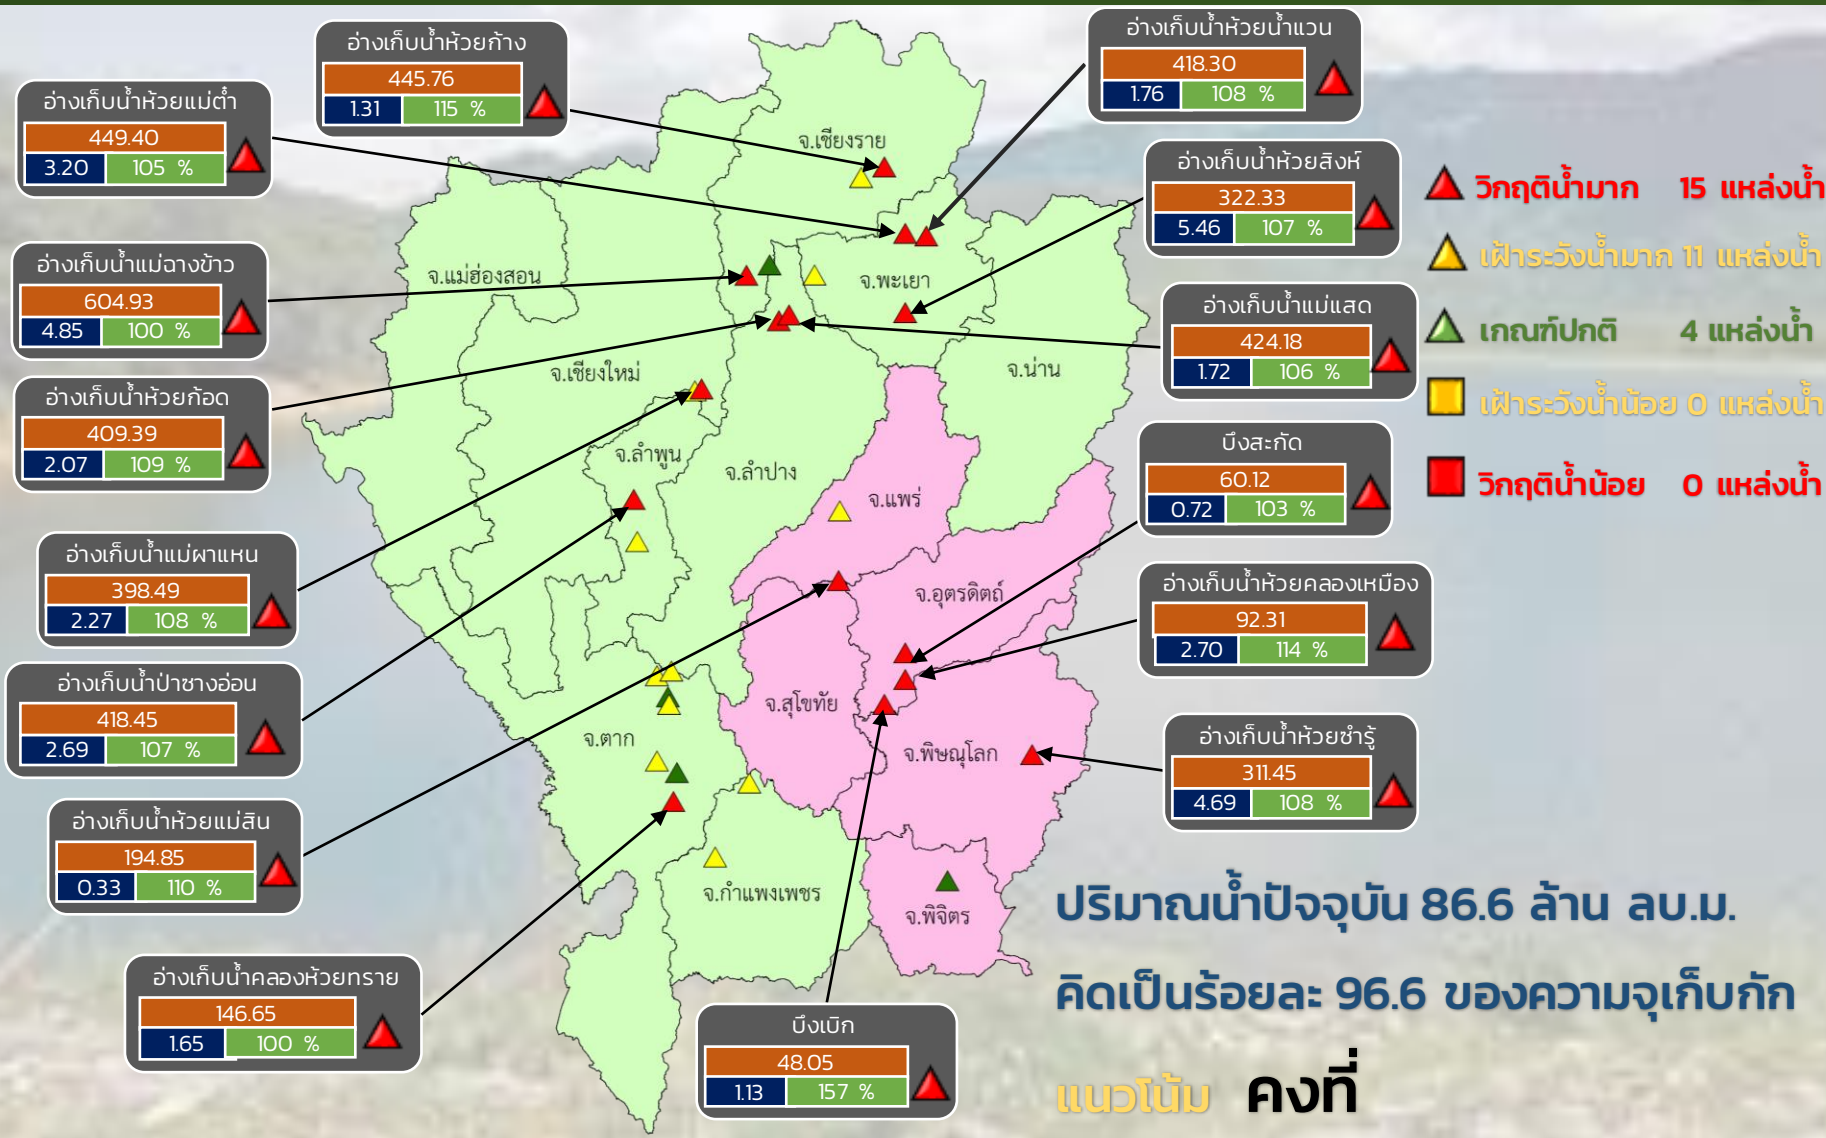 อ่างเก็บน้ำห้วยก้าง
445.76
1.31 115 %
อ่างเก็บน้ำห้วยน้ำแวน
418.30
1.76 108 %
อ่างเก็บน้ำห้วยแม่ต๋ำ
449.40
3.20 105 %
อ่างเก็บน้ำห้วยสิงห์
322.33
5.46 107 %
อ่างเก็บน้ำแม่ฉางข้าว
604.93
4.85 100 %
อ่างเก็บน้ำแม่แสด
424.18
1.72 106 %
อ่างเก็บน้ำห้วยก้อด
409.39
2.07 109 %
บึงสะกัด
60.12
0.72 103 %
อ่างเก็บน้ำแม่ผาแหน
398.49
2.27 108 %
อ่างเก็บน้ำห้วยคลองเหมือง
92.31
2.70 114 %
อ่างเก็บน้ำป่าซางอ่อน
418.45
2.69 107 %
อ่างเก็บน้ำห้วยซำรู้
311.45
4.69 108 %
อ่างเก็บน้ำห้วยแม่สิน
194.85
0.33 110 %
อ่างเก็บน้ำคลองห้วยทราย
146.65
1.65 100 %
บึงเบิก
48.05
1.13 157 %
จ.เชียงราย
จ.แม่ฮ่องสอน
จ.พะเยา
จ.เชียงใหม่
จ.น่าน
จ.ลำพูน
จ.ลำปาง
จ.แพร่
จ.อุตรดิตถ์
จ.สุโขทัย
จ.ตาก
จ.พิษณุโลก
จ.กำแพงเพชร
จ.พิจิตร
วิกฤติน้ำมาก 15 แหล่งน้ำ
เฝ้าระวังน้ำมาก 11 แหล่งน้ำ
เกณฑ์ปกติ 4 แหล่งน้ำ
เฝ้าระวังน้ำน้อย 0 แหล่งน้ำ
วิกฤติน้ำน้อย 0 แหล่งน้ำ
ปริมาณน้ำปัจจุบัน 86.6 ล้าน ลบ.ม.
คิดเป็นร้อยละ 96.6 ของความจุเก็บกัก
แนวโน้ม คงที่